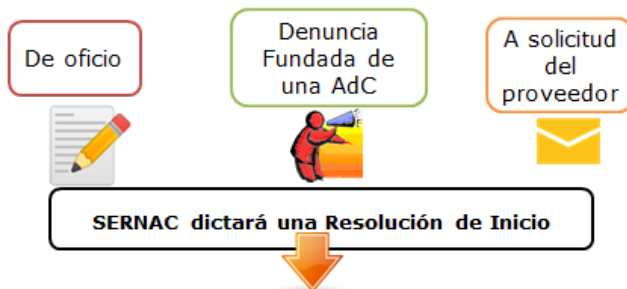 De oficio
Denuncia
Fundada de
una AdC
A solicitud
del
proveedor
SERNAC dictará una Resolución de Inicio